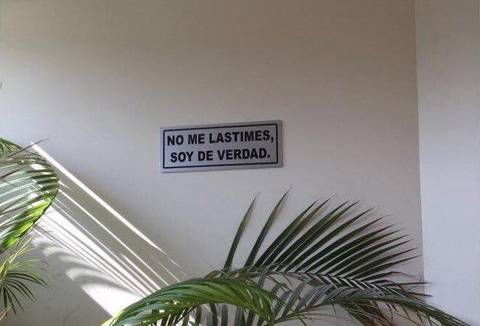 NO ME LASTIMES,
SOY DE VERDAD.